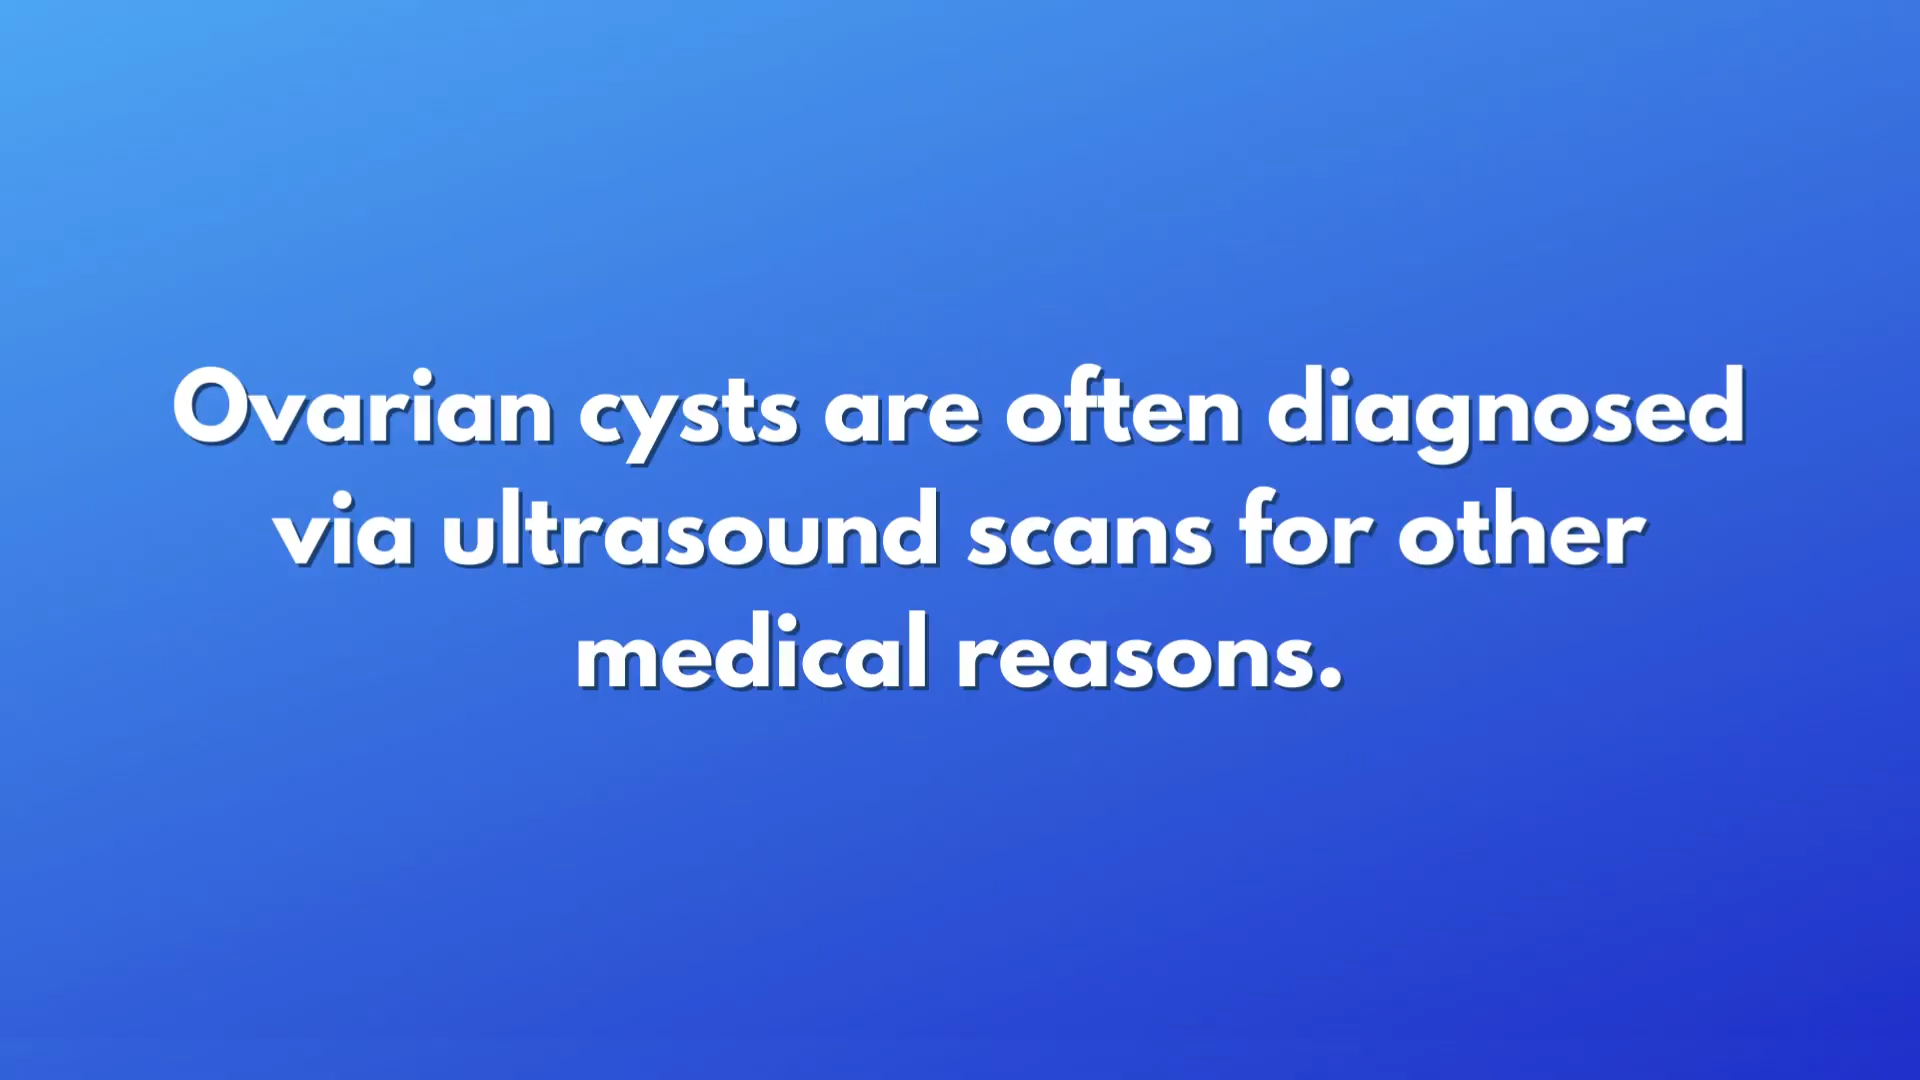 Ovarian cysts are often diagnosed
via ultrasound scans for other
medical reasons.